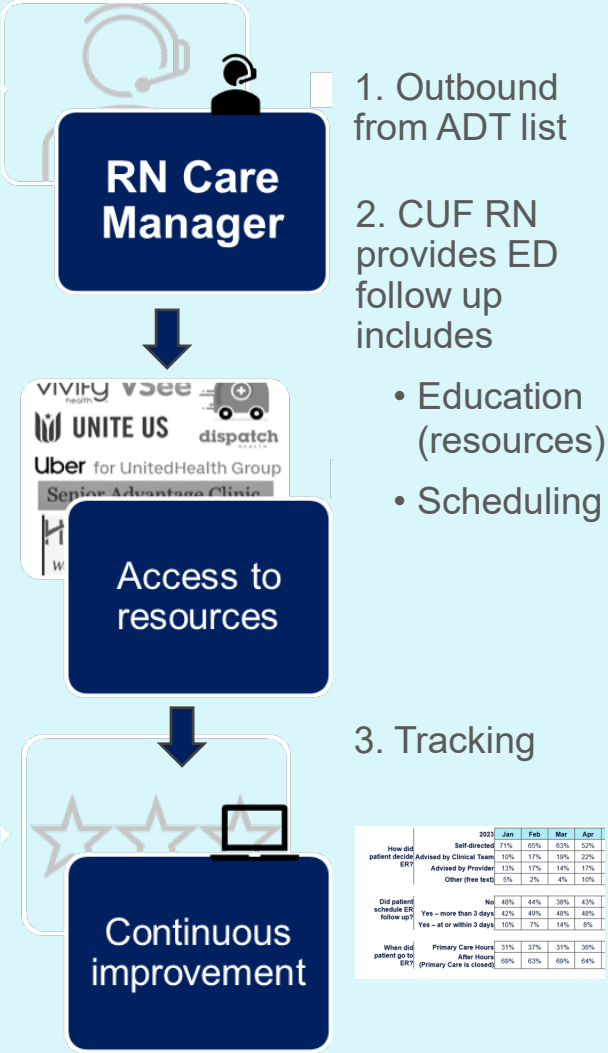 RN Care
Manager
1. Outbound
from ADT list
2. CUF RN
provides ED
follow up
includes
• Education
(resources)
• Scheduling
vivify vsee
health
UNITE US
dispatch
HEALTH
Uber for UnitedHealth Group
Senior Advantage Clinic
Access to
resources
3. Tracking
Continuous
improvement
2023 Jan Feb Mar Apr
How did patient decide ER?
Self-directed 71% 65% 63% 52%
Advised by Clinical Team 10% 17% 19% 22%
Advised by Provider 13% 17% 14% 17%
Other (free text) 5% 2% 4% 10%
Did patient schedule ER follow up?
No 48% 44% 38% 43%
Yes – more than 3 days 42% 49% 48% 48%
Yes – at or within 3 days 10% 7% 14% 8%
When did patient go to ER?
Primary Care Hours 31% 37% 31% 36%
After Hours (Primary Care is closed) 69% 63% 69% 64%